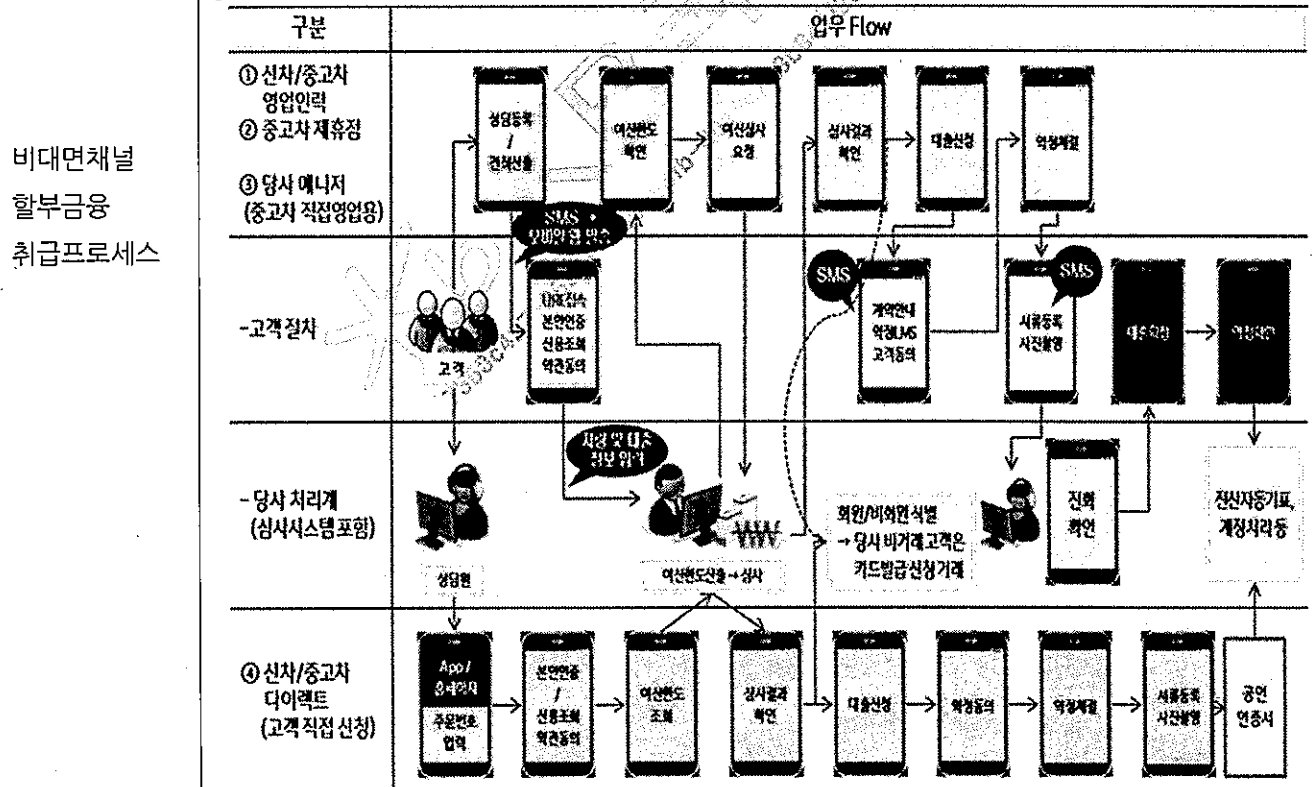 구분
업무 Flow
비대면채널
할부금융
취급프로세스
① 신차/중고차
영업인력
② 중고차 제휴점
③ 당사 매니저
(중고차 직접영업용)
상담등록
/
견적산출
여신한도
확인
여신심사
요청
심사결과
확인
대출신청
약정체결
SMS
-고객 절차
고객
본인인증
신용조회
약관동의
SMS
계약안내
약정LMS
고객동의
SMS
서류등록
사진촬영
- 당사 처리계
(심사시스템 포함)
상담원
차량 및 대출
정보 입력
여신한도산출→심사
회원/비회원 식별
→ 당사 비거래 고객은
카드발급신청 거래
진위
확인
전산자동기표,
계정처리 등
④ 신차/중고차
다이렉트
(고객 직접 신청)
App /
홈페이지
주문번호
입력
본인인증
/
신용조회
약관동의
여신한도
조회
심사결과
확인
대출신청
약정동의
약정체결
서류등록
사진촬영
공인
인증서